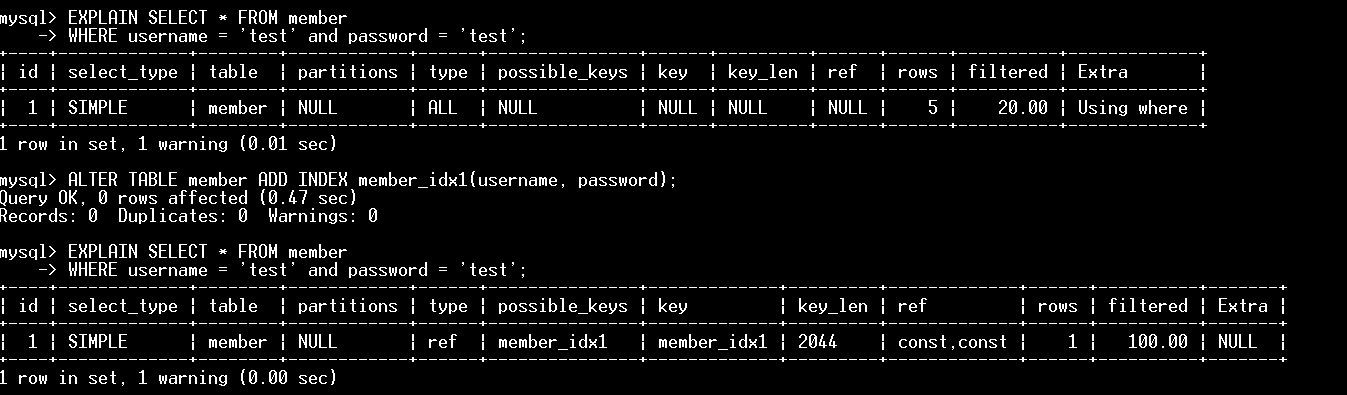 mysql> EXPLAIN SELECT * FROM member
    -> WHERE username = 'test' and password = 'test';
+----+-------------+--------+------------+------+---------------+------+---------+------+------+----------+-------------+
| id | select_type | table  | partitions | type | possible_keys | key  | key_len | ref  | rows | filtered | Extra       |
+----+-------------+--------+------------+------+---------------+------+---------+------+------+----------+-------------+
|  1 | SIMPLE      | member | NULL       | ALL  | NULL          | NULL | NULL    | NULL |    5 |    20.00 | Using where |
+----+-------------+--------+------------+------+---------------+------+---------+------+------+----------+-------------+
1 row in set, 1 warning (0.01 sec)
mysql> ALTER TABLE member ADD INDEX member_idx1(username, password);
Query OK, 0 rows affected (0.47 sec)
Records: 0  Duplicates: 0  Warnings: 0
mysql> EXPLAIN SELECT * FROM member
    -> WHERE username = 'test' and password = 'test';
+----+-------------+--------+------------+------+---------------+-------------+---------+-------------+------+----------+-------+
| id | select_type | table  | partitions | type | possible_keys | key         | key_len | ref         | rows | filtered | Extra |
+----+-------------+--------+------------+------+---------------+-------------+---------+-------------+------+----------+-------+
|  1 | SIMPLE      | member | NULL       | ref  | member_idx1   | member_idx1 | 2044    | const,const |    1 |   100.00 | NULL  |
+----+-------------+--------+------------+------+---------------+-------------+---------+-------------+------+----------+-------+
1 row in set, 1 warning (0.00 sec)